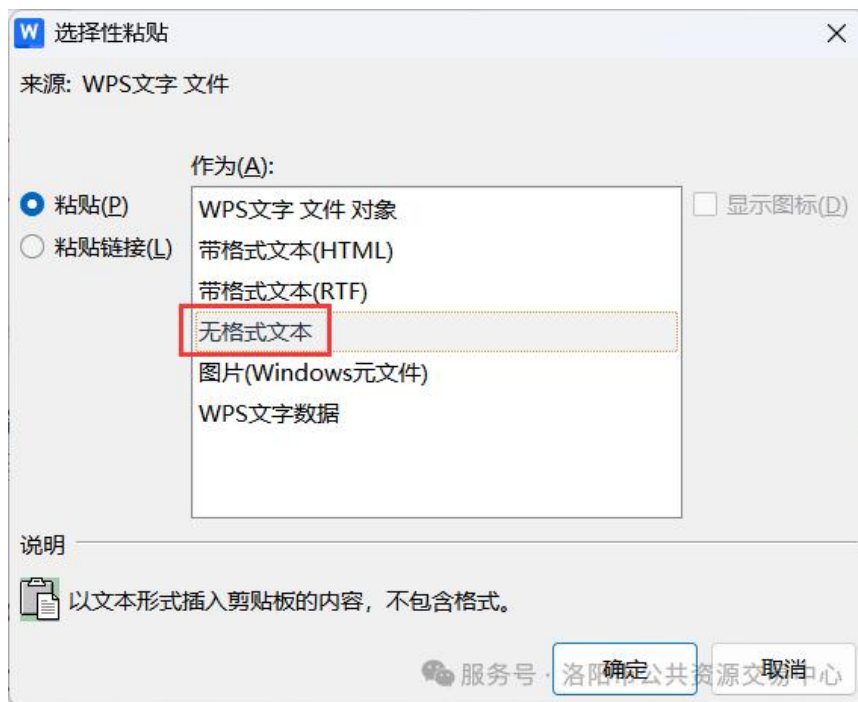 W 选择性粘贴
来源: WPS文字 文件
作为(A):
粘贴(P)
粘贴链接(L)
WPS文字 文件 对象
带格式文本(HTML)
带格式文本(RTF)
无格式文本
图片(Windows元文件)
WPS文字数据
显示图标(D)
说明
以文本形式插入剪贴板的内容，不包含格式。
确定
取消
服务号 · 洛阳市公共资源交易中心